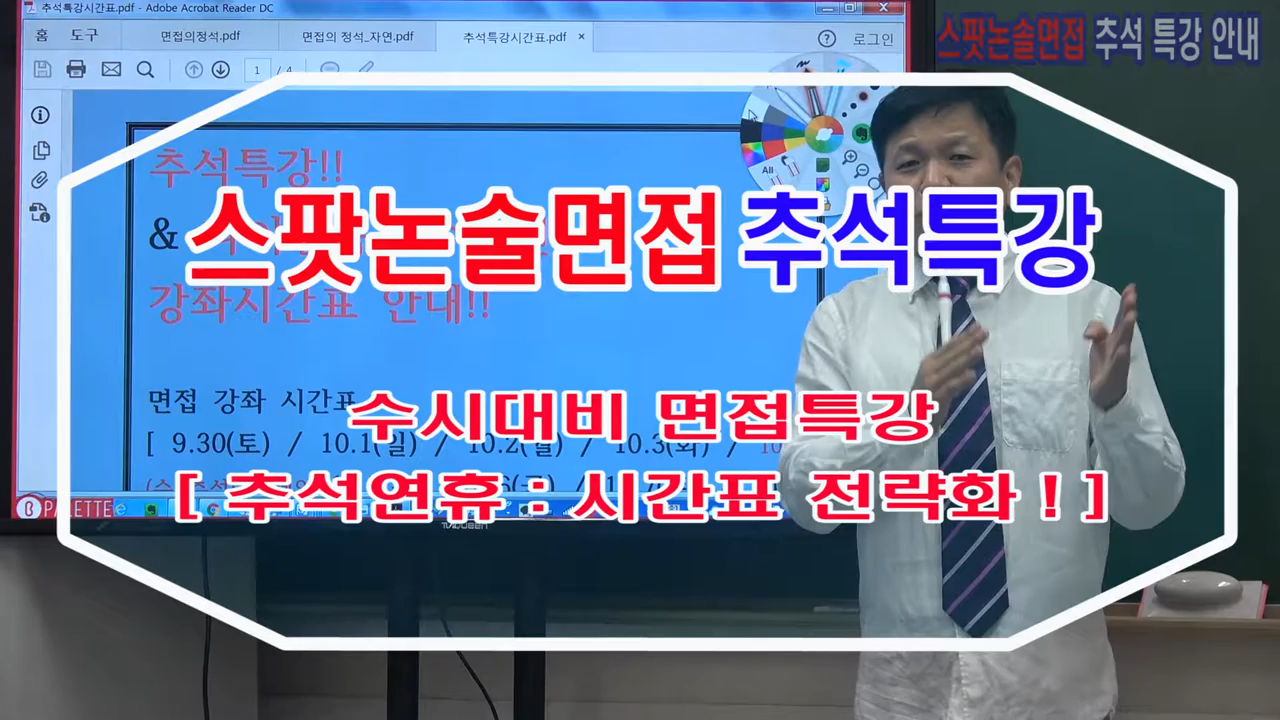 추석특강시간표.pdf - Adobe Acrobat Reader DC
홈 도구 면접의정석.pdf 면접의 정석_자연.pdf 추석특강시간표.pdf × ? 로그인
1 / 4
스팟논술면접 추석 특강 안내
All
추석특강!!
&
스팟논술면접 추석특강
강좌시간표 안내!!
면접 강좌 시간표
수시대비 면접특강
[ 9.30(토) / 10.1(일) / 10.2(월) / 10.3(화) /
[ 추석연휴 : 시간표 전략화 ! ]
PALETTE